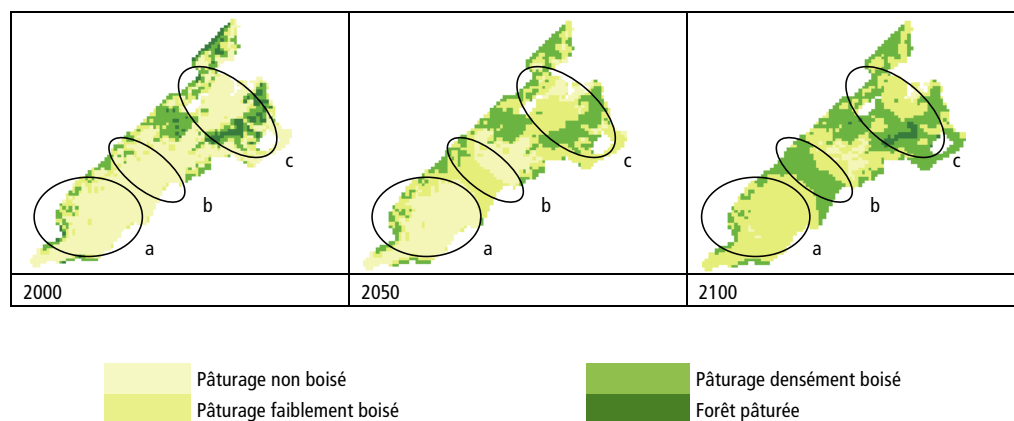 c
b
a
c
b
a
c
b
a
2000 2050 2100
Pâturage non boisé
Pâturage faiblement boisé
Pâturage densément boisé
Forêt pâturée